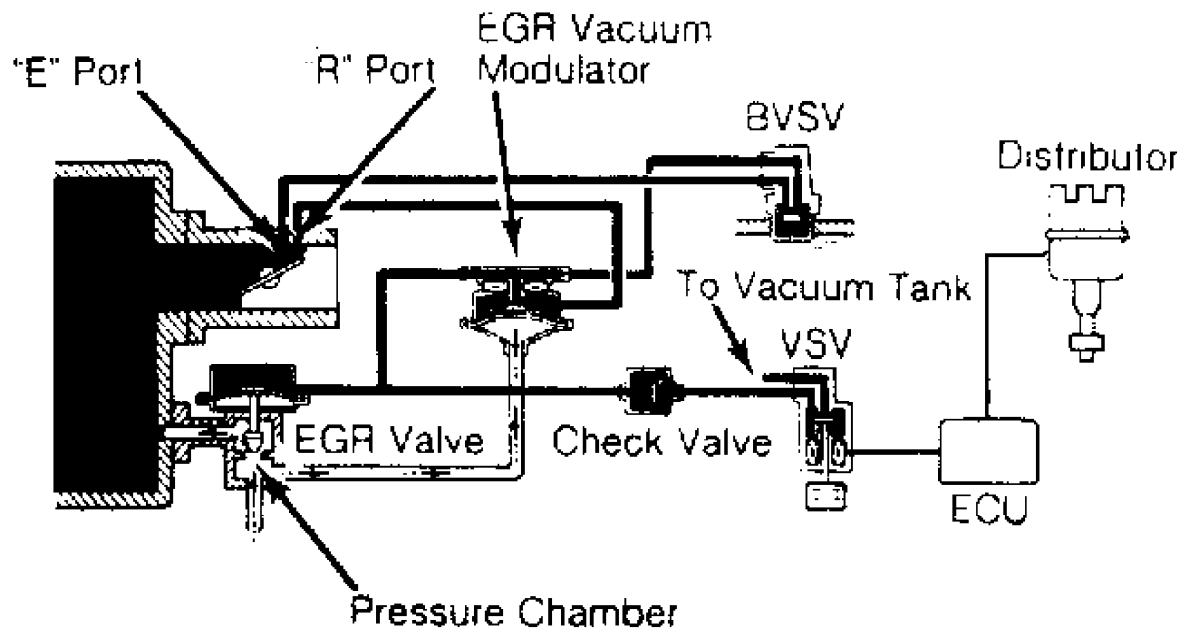 EGR Vacuum
Modulator
"E" Port
"R" Port
BVSV
Distributor
To Vacuum Tank
VSV
EGR Valve
Check Valve
ECU
Pressure Chamber